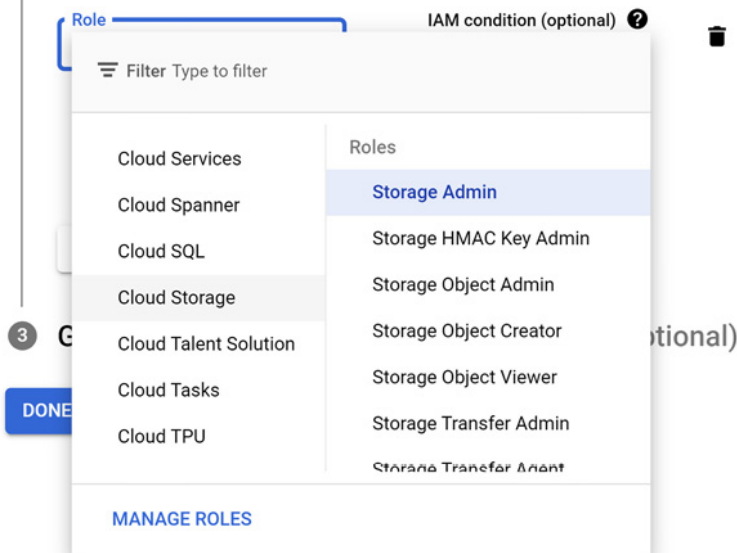 Role
IAM condition (optional) ?
Filter Type to filter
Cloud Services
Cloud Spanner
Cloud SQL
Cloud Storage
Cloud Talent Solution
Cloud Tasks
Cloud TPU
Roles
Storage Admin
Storage HMAC Key Admin
Storage Object Admin
Storage Object Creator
Storage Object Viewer
Storage Transfer Admin
Storage Transfer Agent
3 G
tional)
DONE
MANAGE ROLES